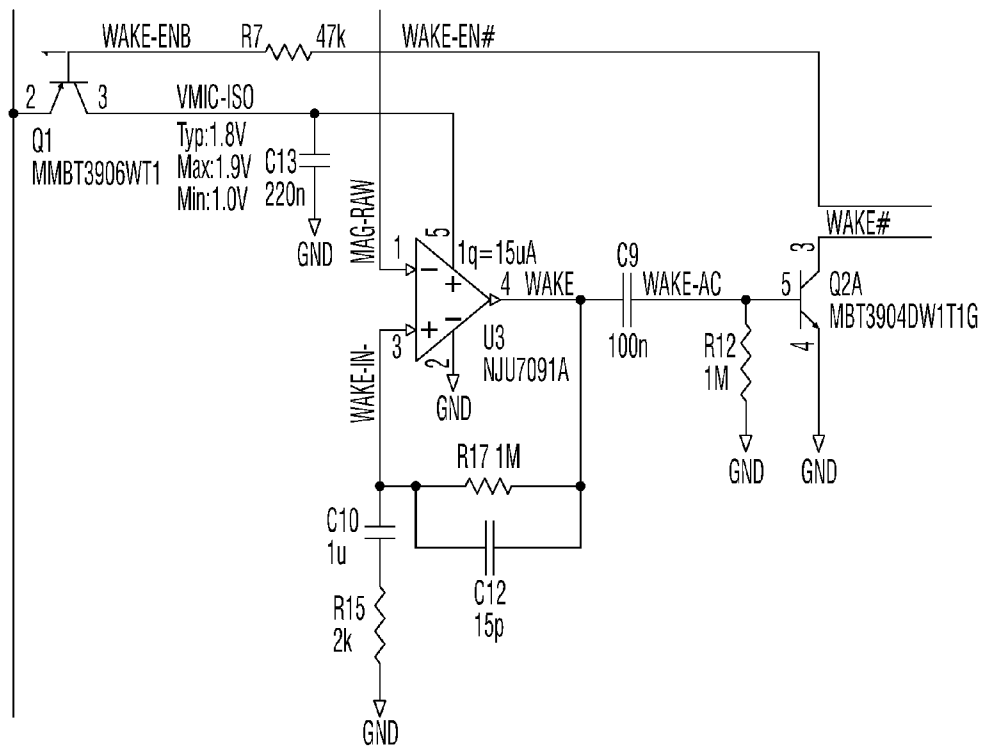 WAKE-ENB R7 47k WAKE-EN#
2 3 VMIC-ISO
Q1
MMBT3906WT1
Typ:1.8V
Max:1.9V
Min:1.0V
C13
220n
GND
MAG-RAW
WAKE#
1 5 1q=15uA
4 WAKE
C9
WAKE-AC
100n
3
5
4
Q2A
MBT3904DW1T1G
U3
NJU7091A
3
2
GND
WAKE-IN-
R12
1M
GND
GND
R17 1M
C10
1u
C12
15p
R15
2k
GND